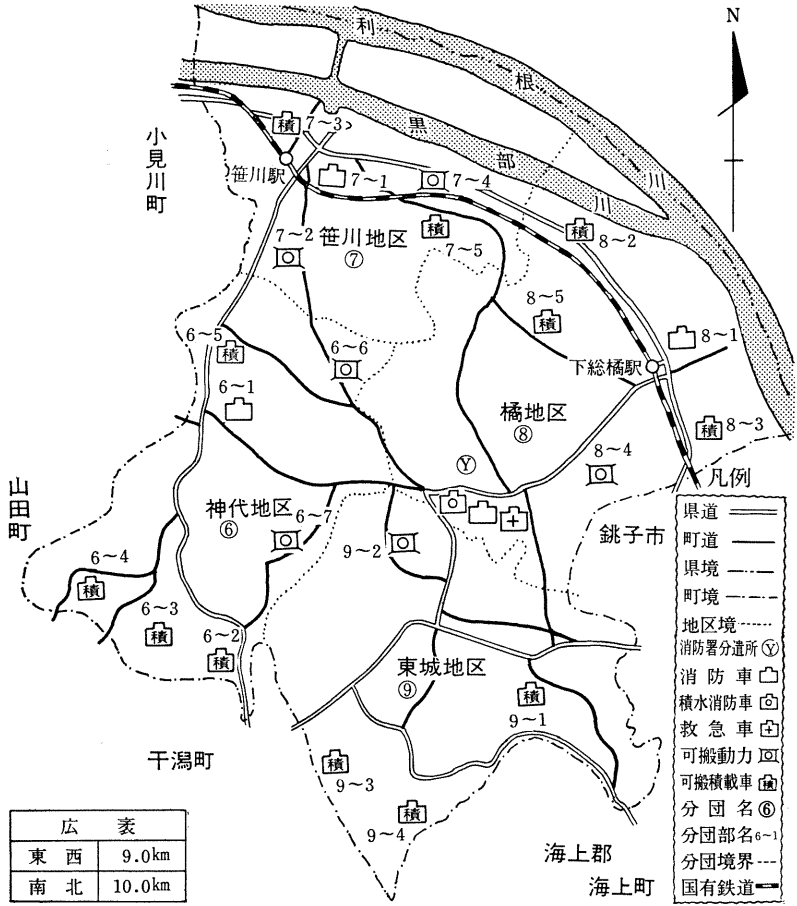 N
利
根
川
黒
部
川
小見川町
積 7～3
笹川駅
7～1
7～4
7～2
笹川地区
⑦
積
7～5
積 8～2
8～5
積
8～1
下総橘駅
6～5
積
6～6
6～1
橘地区
⑧
積 8～3
8～4
Ⓨ
山田町
神代地区
⑥
6～7
9～2
銚子市
6～4
積
6～3
積
6～2
積
東城地区
⑨
積
9～1
干潟町
積
9～3
積
9～4
海上郡
海上町
広袤
東西 9.0km
南北 10.0km
凡例
県道
町道
県境
町境
地区境
消防署分遣所 Ⓨ
消防車
積水消防車
救急車
可搬動力
可搬積載車 積
分団名 ⑥
分団部名 6～1
分団境界
国有鉄道